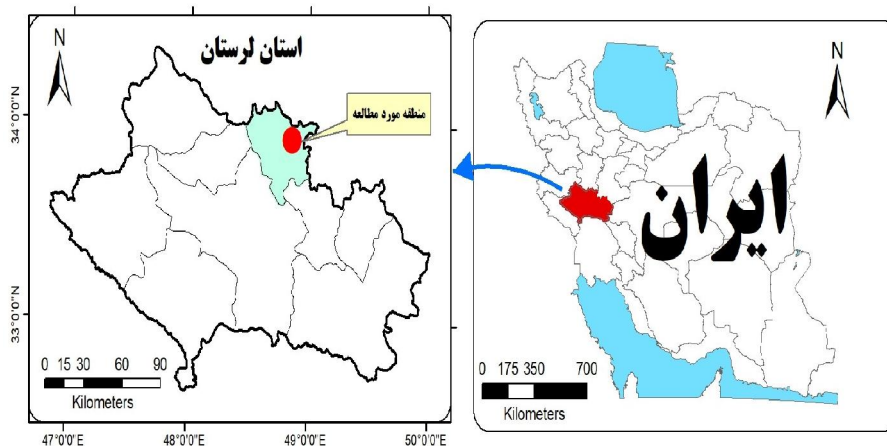 استان لرستان
N
منطقه مورد مطالعه
34°0'0"N
33°0'0"N
0 15 30 60 90
Kilometers
47°0'0"E 48°0'0"E 49°0'0"E 50°0'0"E
N
ایران
0 175 350 700
Kilometers